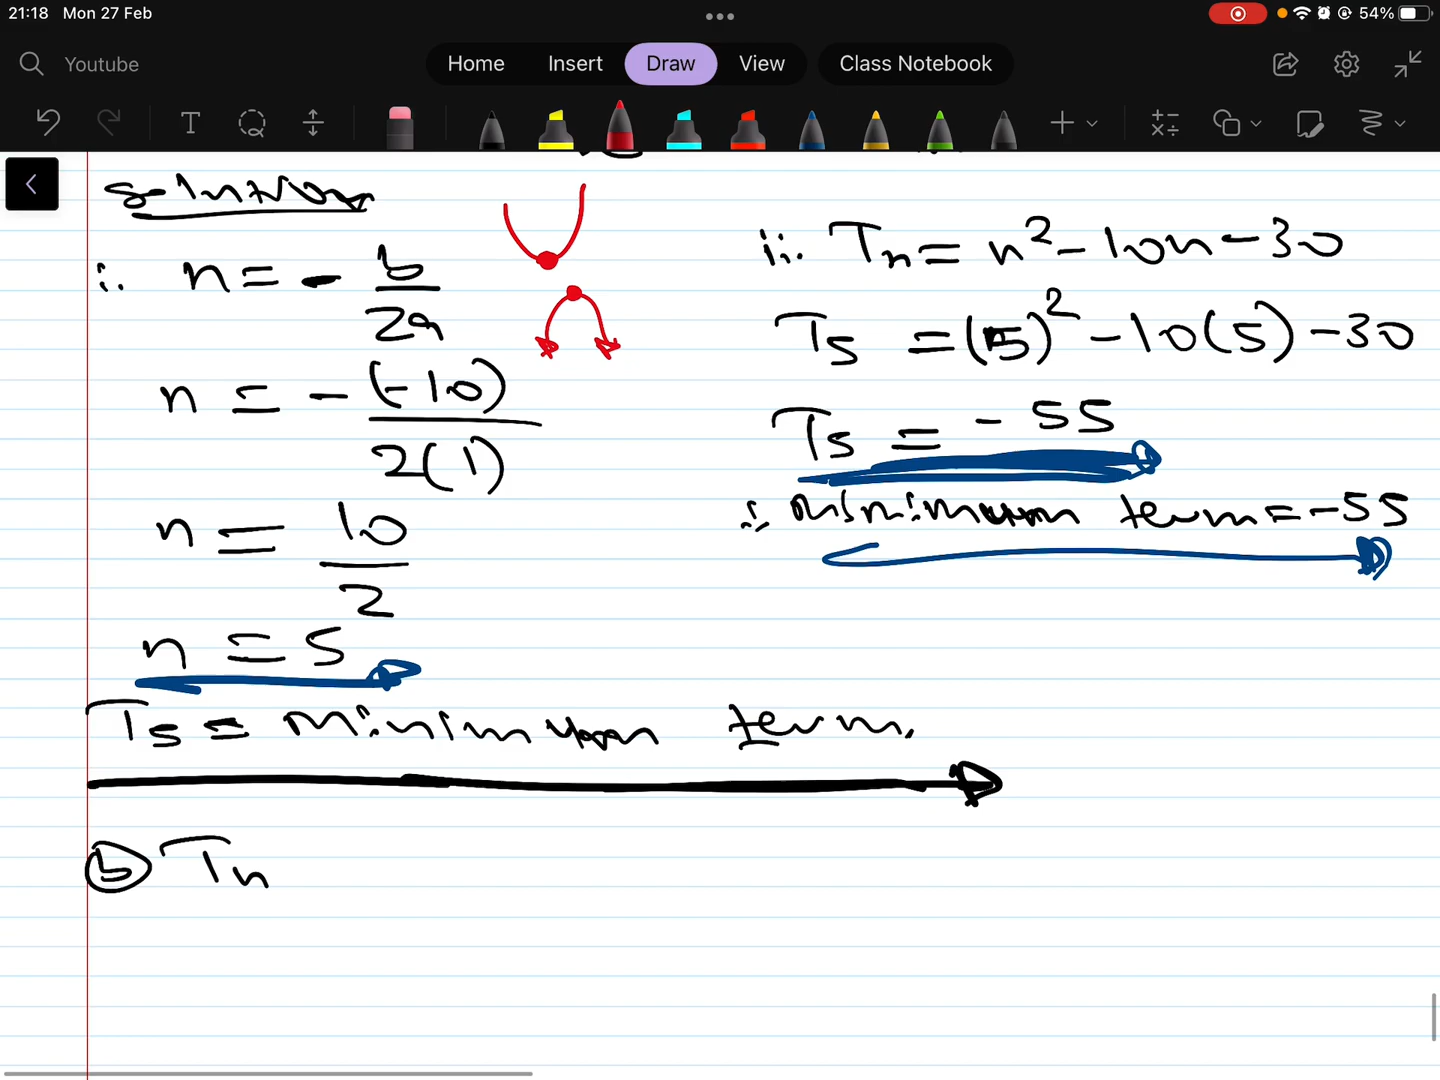 21:18 Mon 27 Feb
54%
Youtube
Home Insert Draw View Class Notebook
T
solution
i. n = - b/2a
n = - (-10)/2(1)
n = 10/2
n = 5
T5 = minimum term.
ii. Tn = n² - 10n - 30
T5 = (5)² - 10(5) - 30
T5 = - 55
∴ minimum term = -55
b Tn